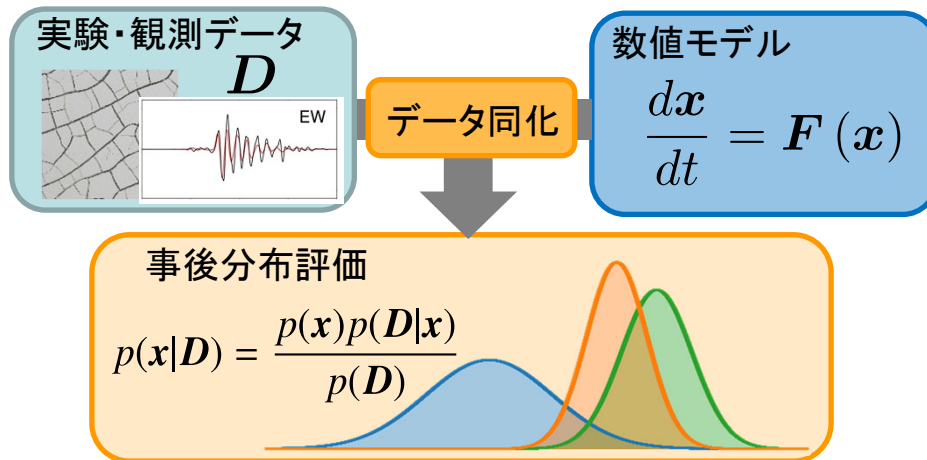 実験・観測データ
D
EW
データ同化
数値モデル
dx/dt = F (x)
事後分布評価
p(x|D) = p(x)p(D|x)/p(D)